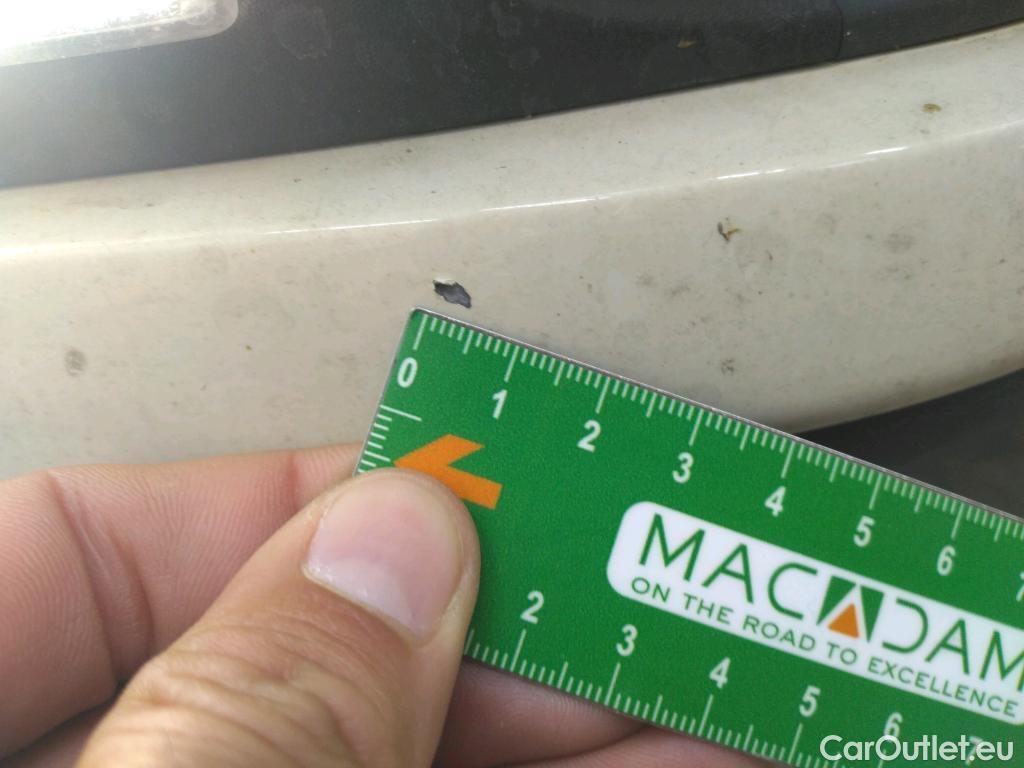 0 1 2 3 4 5 6 7
MACADAM
ON THE ROAD TO EXCELLENCE
2 3 4 5 6 7
CarOutlet.eu